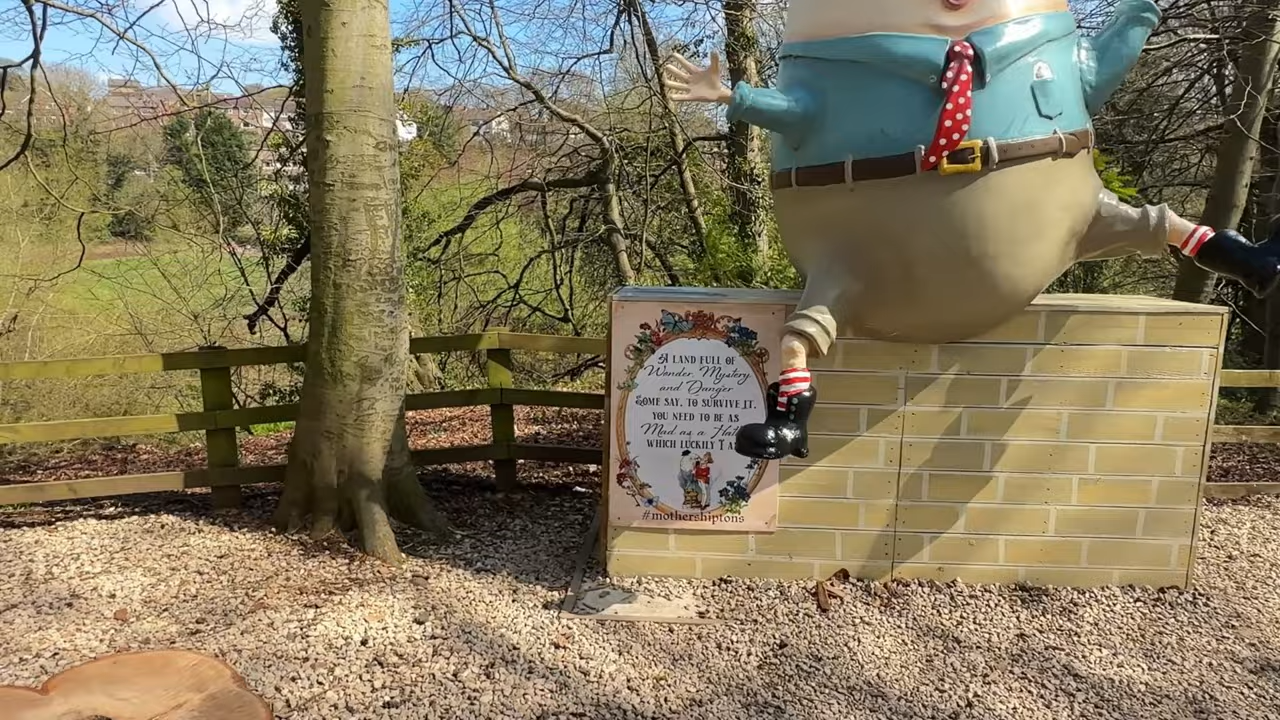 A LAND FULL OF
Wonder, Mystery
and Danger
SOME SAY, TO SURVIVE IT,
YOU NEED TO BE AS
Mad as a
WHICH LUCKILY I
#mothershiptons